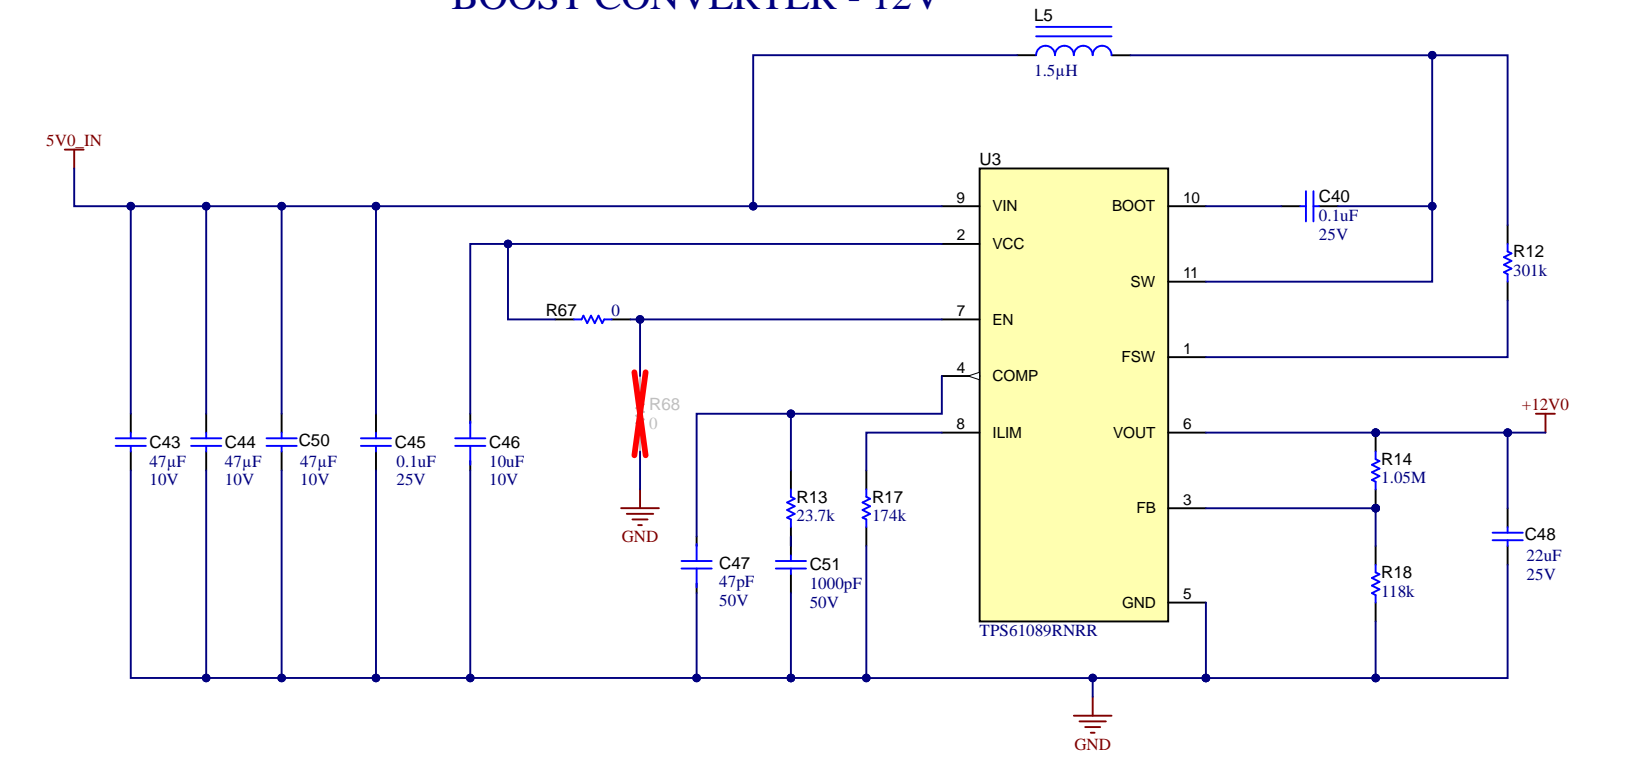 BOOST CONVERTER - 12V
L5
1.5µH
5V0_IN
U3
9 VIN
2 VCC
7 EN
4 COMP
8 ILIM
BOOT 10
SW 11
FSW 1
VOUT 6
FB 3
GND 5
TPS61089RNRR
C40
0.1uF
25V
R12
301k
R67 0
R68
0
GND
C43
47µF
10V
C44
47µF
10V
C50
47µF
10V
C45
0.1uF
25V
C46
10uF
10V
C47
47pF
50V
R13
23.7k
C51
1000pF
50V
R17
174k
+12V0
R14
1.05M
R18
118k
C48
22uF
25V
GND